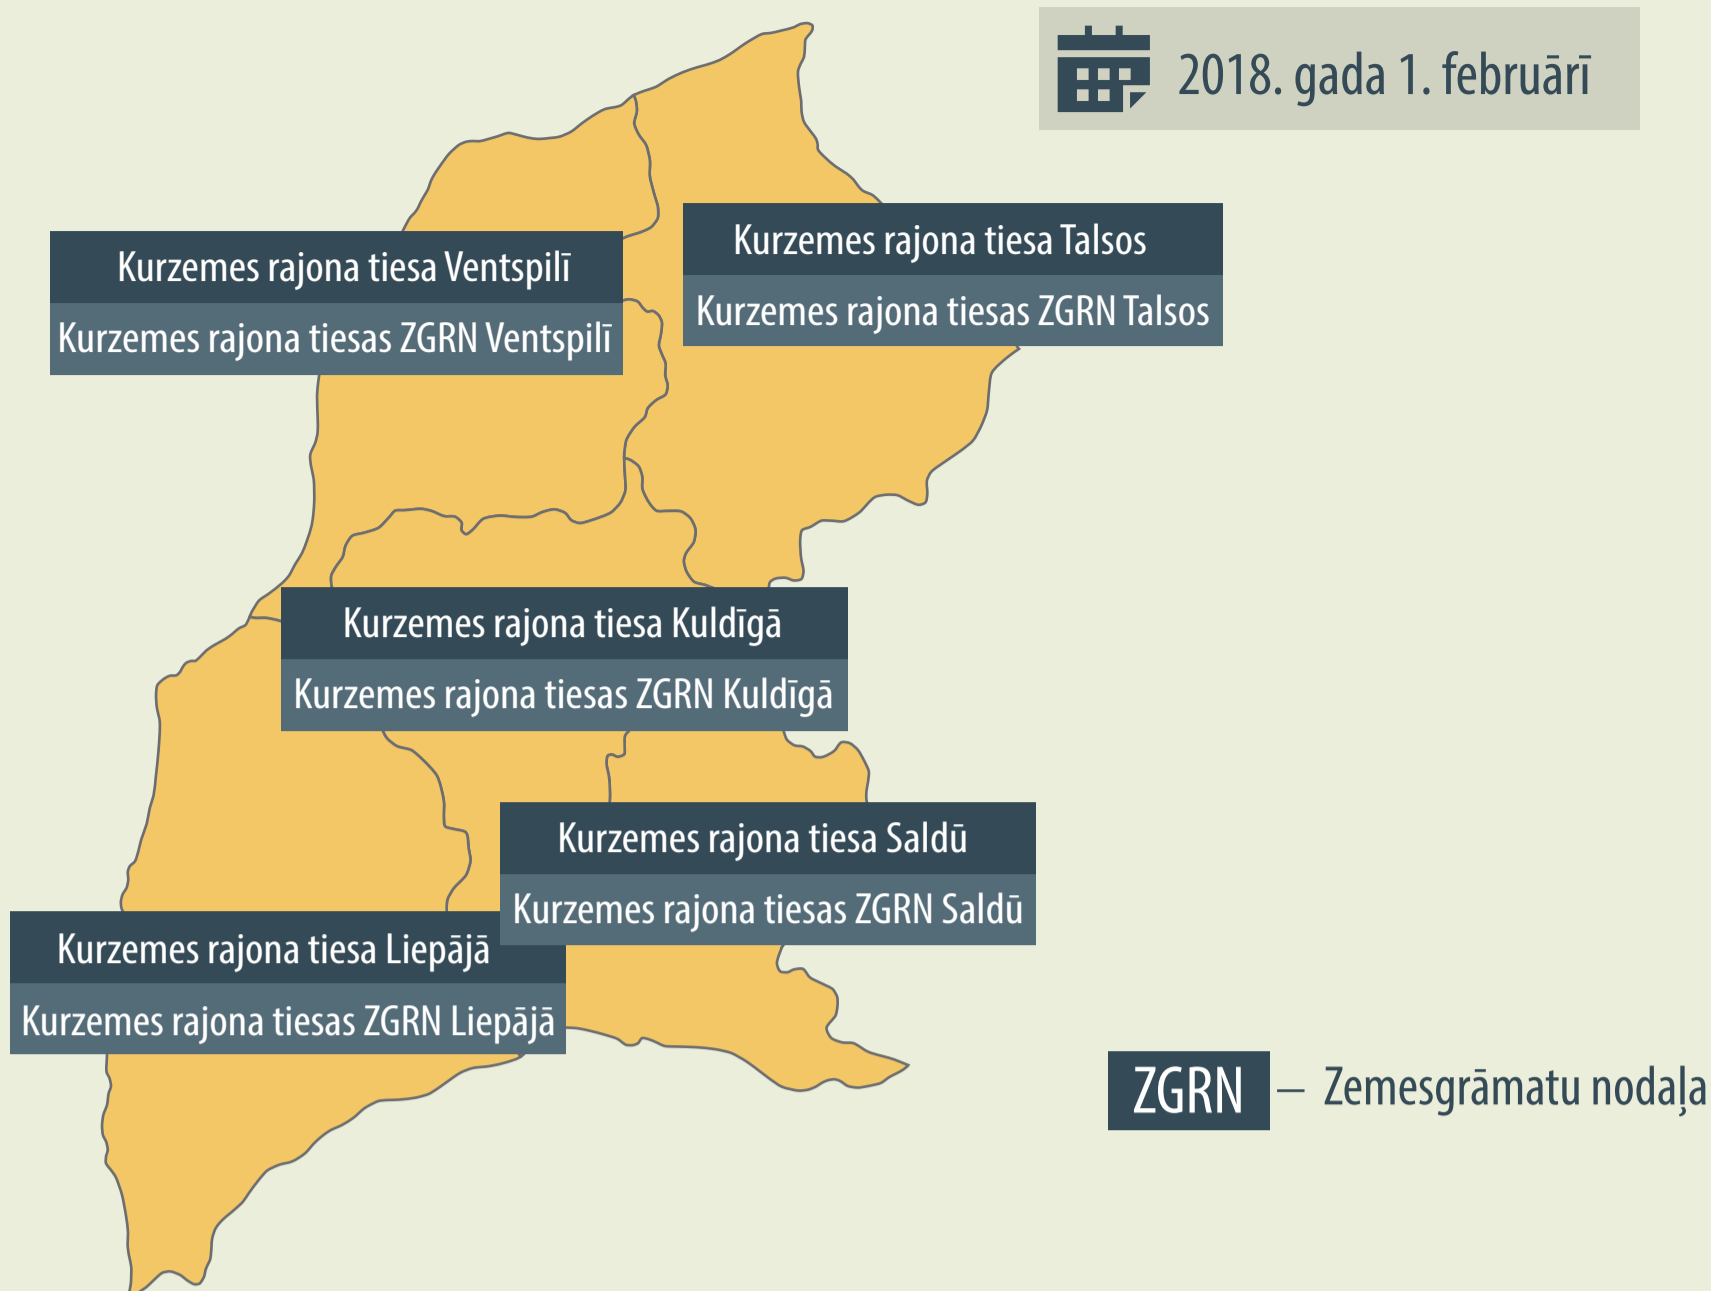 2018. gada 1. februārī
Kurzemes rajona tiesa Talsos
Kurzemes rajona tiesas ZGRN Talsos
Kurzemes rajona tiesa Ventspilī
Kurzemes rajona tiesas ZGRN Ventspilī
Kurzemes rajona tiesa Kuldīgā
Kurzemes rajona tiesas ZGRN Kuldīgā
Kurzemes rajona tiesa Saldū
Kurzemes rajona tiesas ZGRN Saldū
Kurzemes rajona tiesa Liepājā
Kurzemes rajona tiesas ZGRN Liepājā
ZGRN – Zemesgrāmatu nodaļa